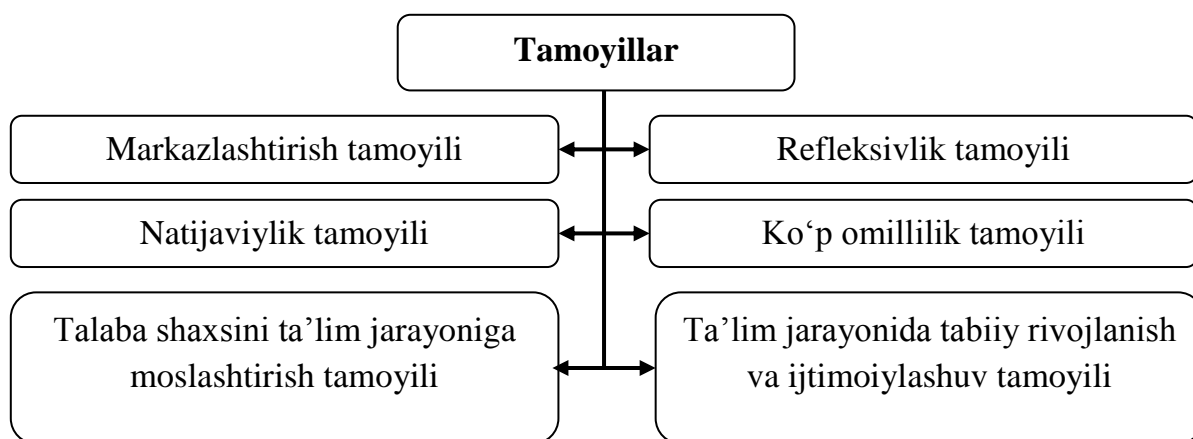 Tamoyillar
Markazlashtirish tamoyili
Refleksivlik tamoyili
Natijaviylik tamoyili
Ko‘p omillilik tamoyili
Talaba shaxsini ta’lim jarayoniga
moslashtirish tamoyili
Ta’lim jarayonida tabiiy rivojlanish
va ijtimoiylashuv tamoyili